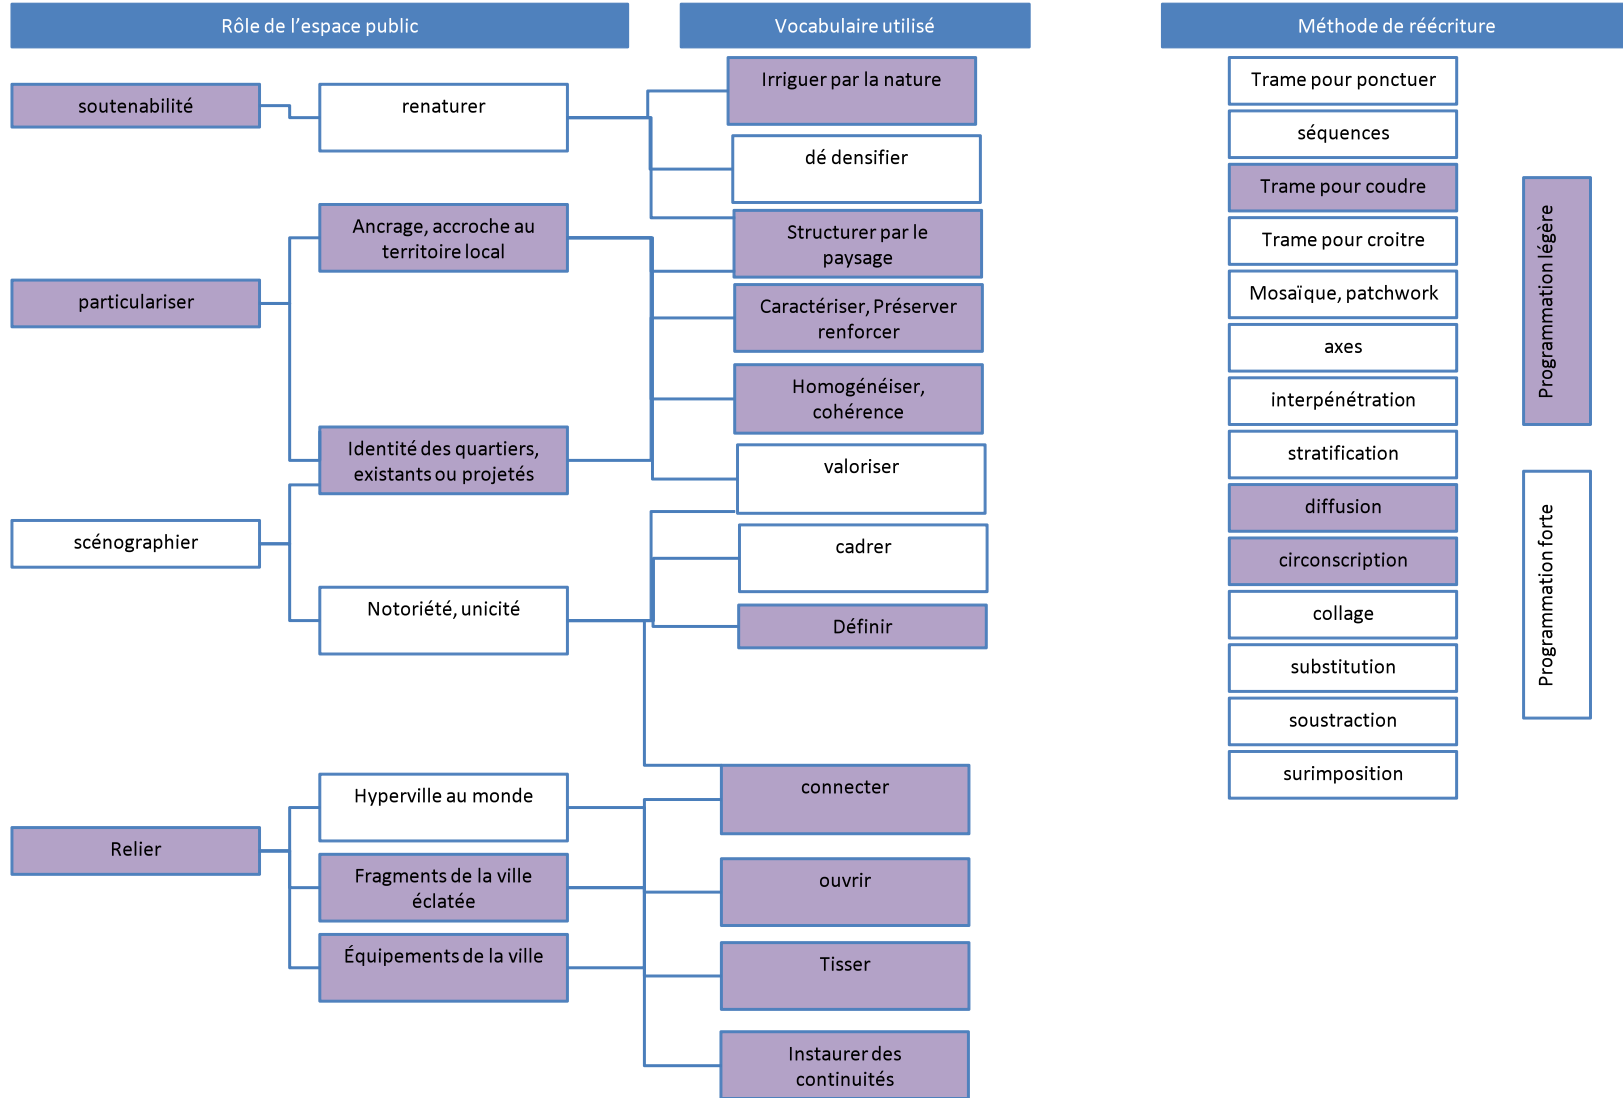 Rôle de l'espace public
Vocabulaire utilisé
Méthode de réécriture
soutenabilité
particulariser
scénographier
Relier
renaturer
Ancrage, accroche au
territoire local
Identité des quartiers,
existants ou projetés
Notoriété, unicité
Hyperville au monde
Fragments de la ville
éclatée
Équipements de la ville
Irriguer par la nature
dé densifier
Structurer par le
paysage
Caractériser, Préserver
renforcer
Homogénéiser,
cohérence
valoriser
cadrer
Définir
connecter
ouvrir
Tisser
Instaurer des
continuités
Trame pour ponctuer
séquences
Trame pour coudre
Trame pour croitre
Mosaïque, patchwork
axes
interpénétration
stratification
diffusion
circonscription
collage
substitution
soustraction
surimposition
Programmation légère
Programmation forte